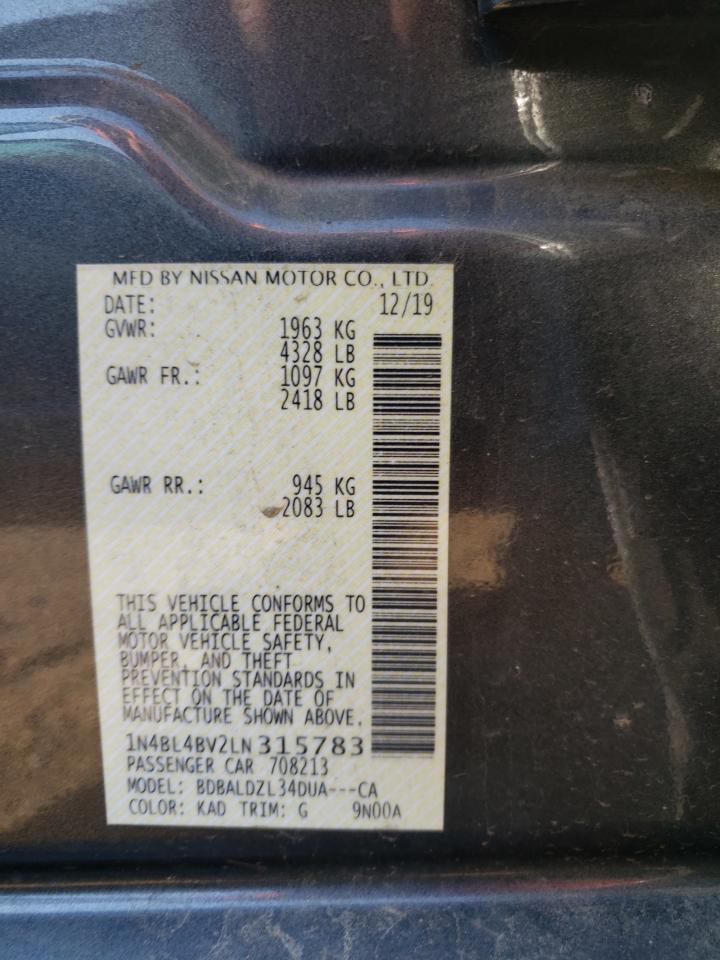 MFD BY NISSAN MOTOR CO., LTD.
DATE: 12/19
GVWR: 1963 KG
4328 LB
GAWR FR.: 1097 KG
2418 LB
GAWR RR.: 945 KG
2083 LB
THIS VEHICLE CONFORMS TO
ALL APPLICABLE FEDERAL
MOTOR VEHICLE SAFETY,
BUMPER, AND THEFT
PREVENTION STANDARDS IN
EFFECT ON THE DATE OF
MANUFACTURE SHOWN ABOVE.
1N4BL4BV2LN315783
PASSENGER CAR 708213
MODEL: BDBALDZL34DUA---CA
COLOR: KAD TRIM: G 9N00A